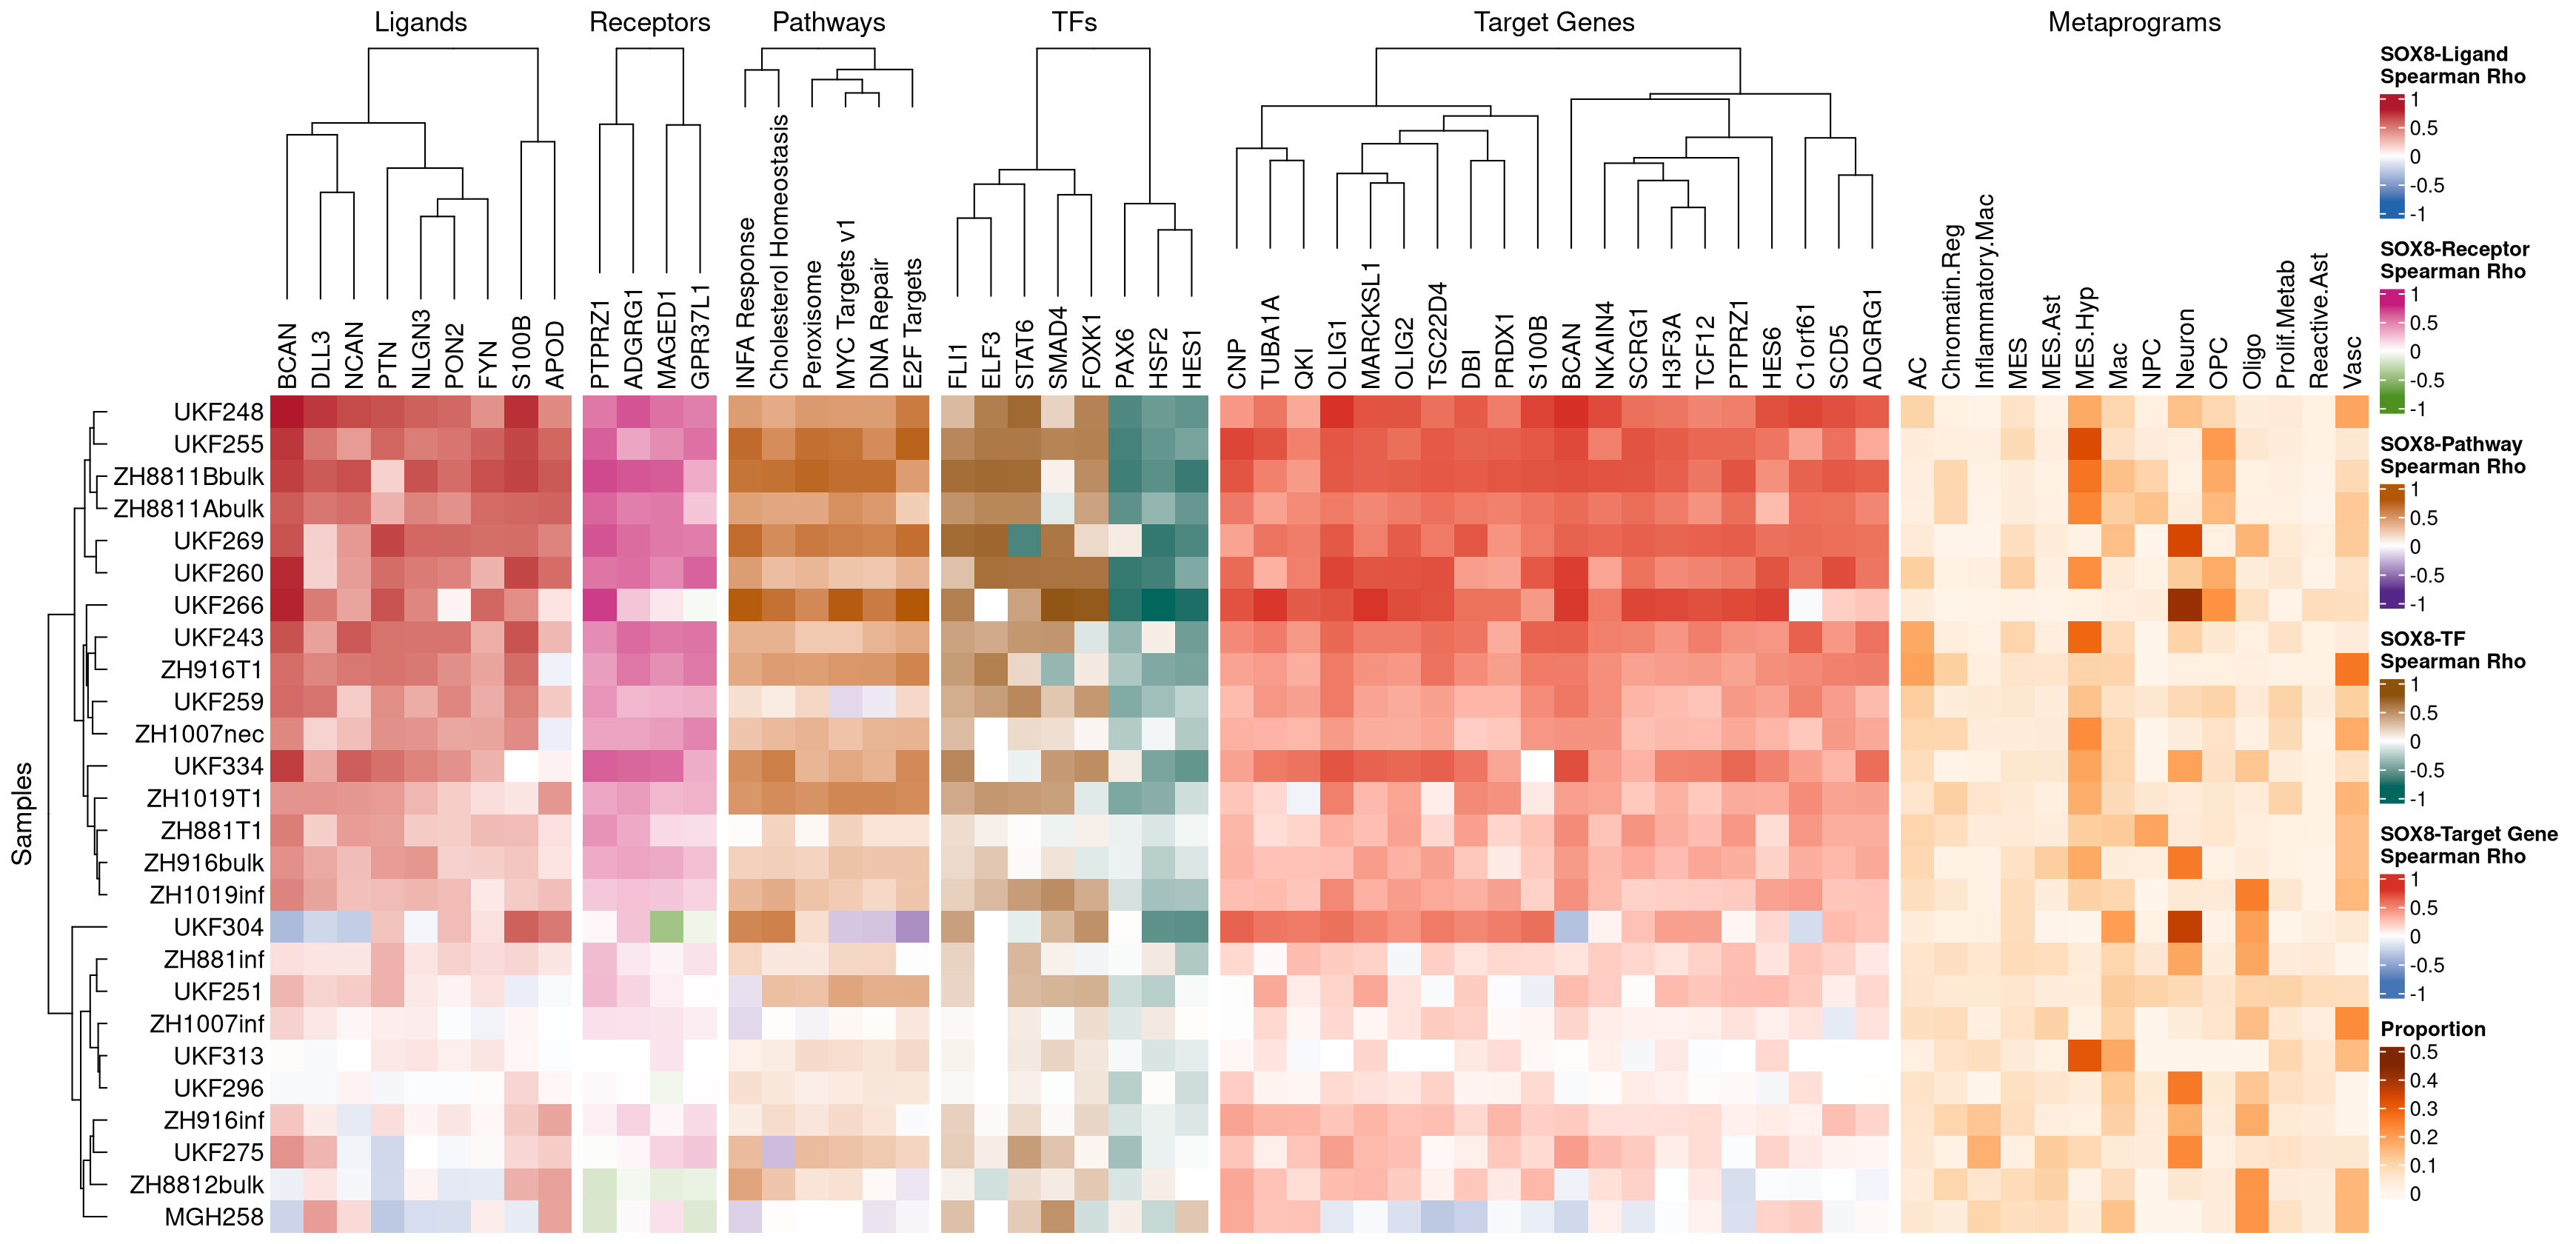 Ligands Receptors Pathways TFs Target Genes Metaprograms
BCAN
DLL3
NCAN
PTN
NLGN3
PON2
FYN
S100B
APOD
PTPRZ1
ADGRG1
MAGED1
GPR37L1
INFA Response
Cholesterol Homeostasis
Peroxisome
MYC Targets v1
DNA Repair
E2F Targets
FLI1
ELF3
STAT6
SMAD4
FOXK1
PAX6
HSF2
HES1
CNP
TUBA1A
QKI
OLIG1
MARCKSL1
OLIG2
TSC22D4
DBI
PRDX1
S100B
BCAN
NKAIN4
SCRG1
H3F3A
TCF12
PTPRZ1
HES6
C1orf61
SCD5
ADGRG1
AC
Chromatin.Reg
Inflammatory.Mac
MES
MES.Ast
MES.Hyp
Mac
NPC
Neuron
OPC
Oligo
Prolif.Metab
Reactive.Ast
Vasc
Samples
UKF248
UKF255
ZH8811Bbulk
ZH8811Abulk
UKF269
UKF260
UKF266
UKF243
ZH916T1
UKF259
ZH1007nec
UKF334
ZH1019T1
ZH881T1
ZH916bulk
ZH1019inf
UKF304
ZH881inf
UKF251
ZH1007inf
UKF313
UKF296
ZH916inf
UKF275
ZH8812bulk
MGH258
SOX8-Ligand
Spearman Rho
1
0.5
0
-0.5
-1
SOX8-Receptor
Spearman Rho
1
0.5
0
-0.5
-1
SOX8-Pathway
Spearman Rho
1
0.5
0
-0.5
-1
SOX8-TF
Spearman Rho
1
0.5
0
-0.5
-1
SOX8-Target Gene
Spearman Rho
1
0.5
0
-0.5
-1
Proportion
0.5
0.4
0.3
0.2
0.1
0